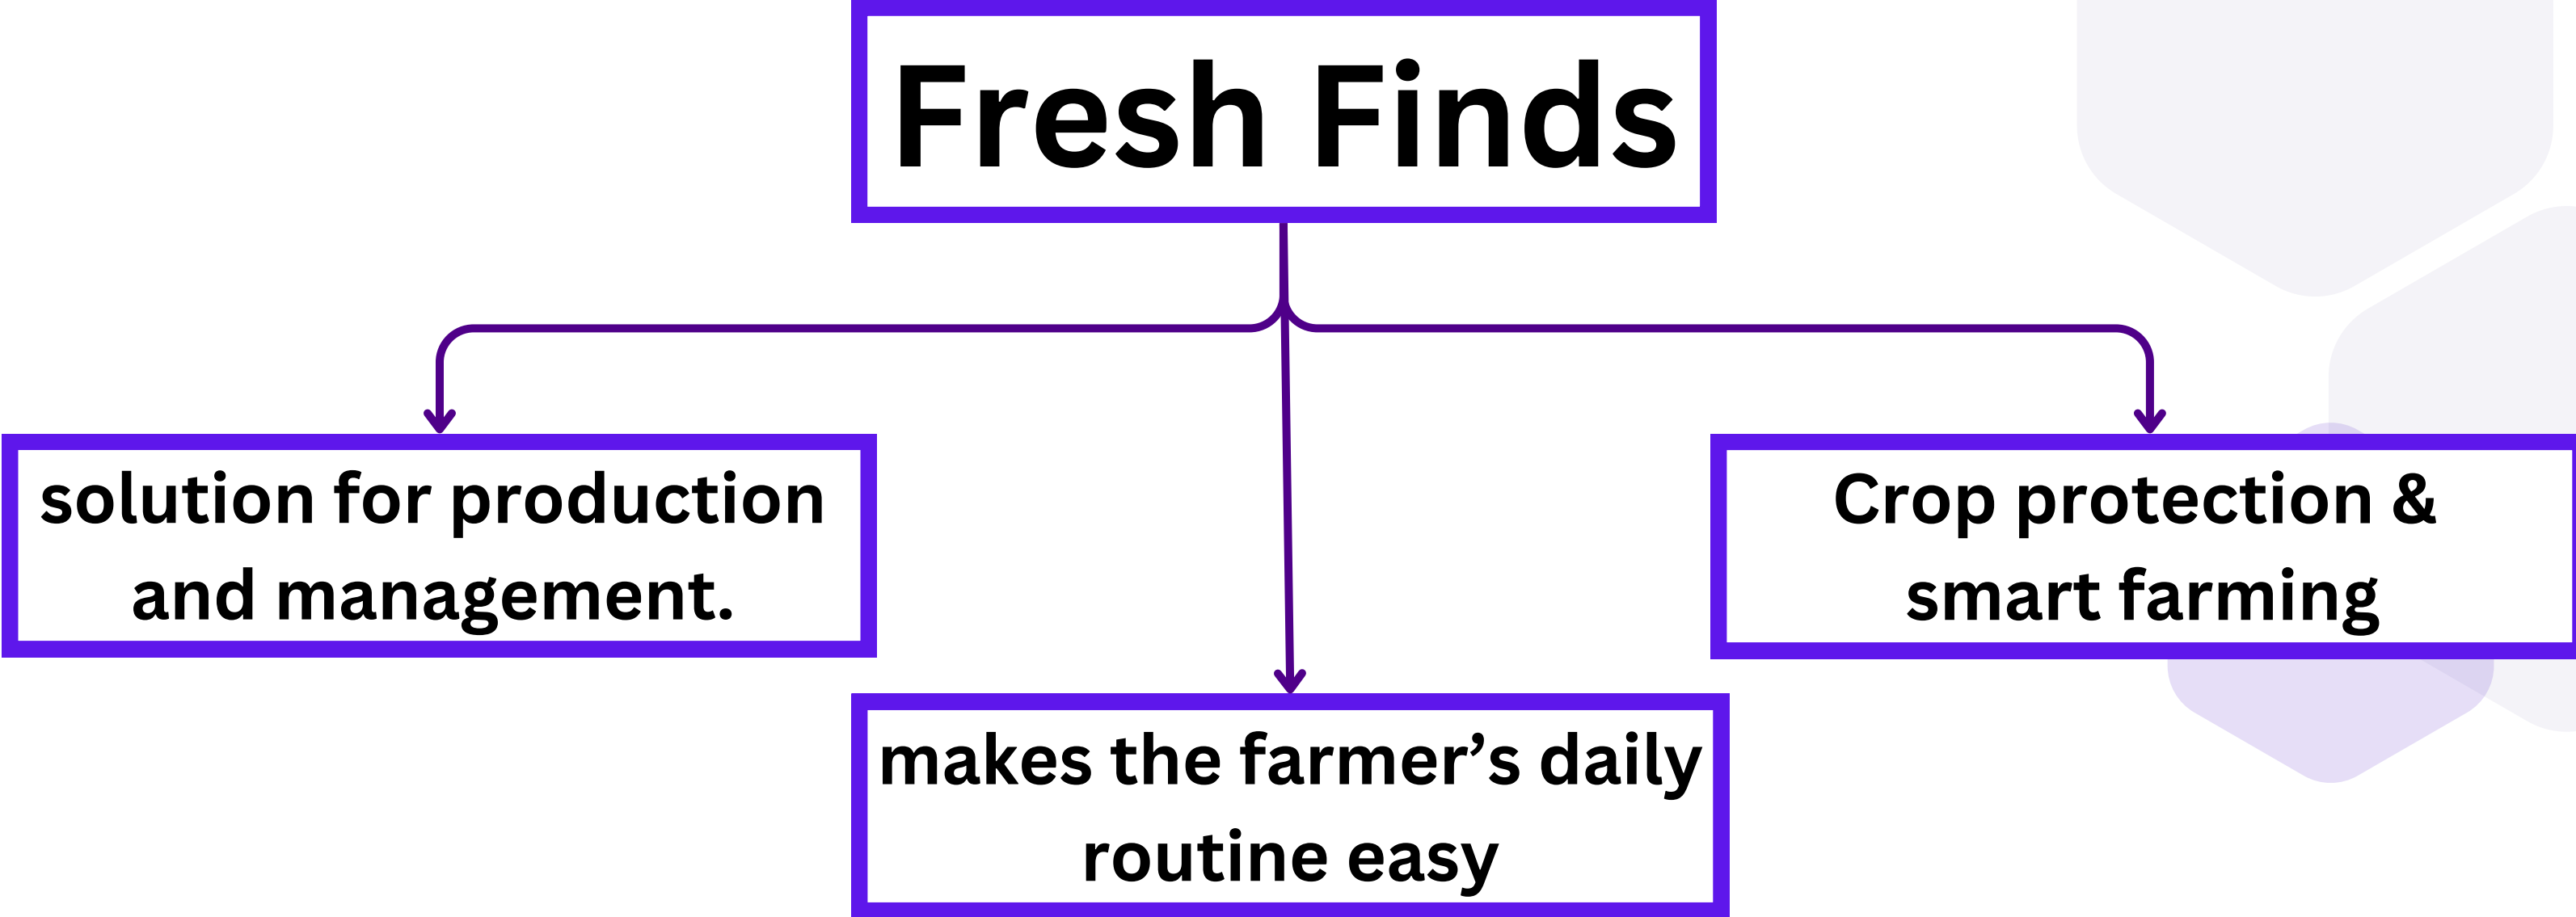 Fresh Finds
solution for production
and management.
makes the farmer’s daily
routine easy
Crop protection &
smart farming